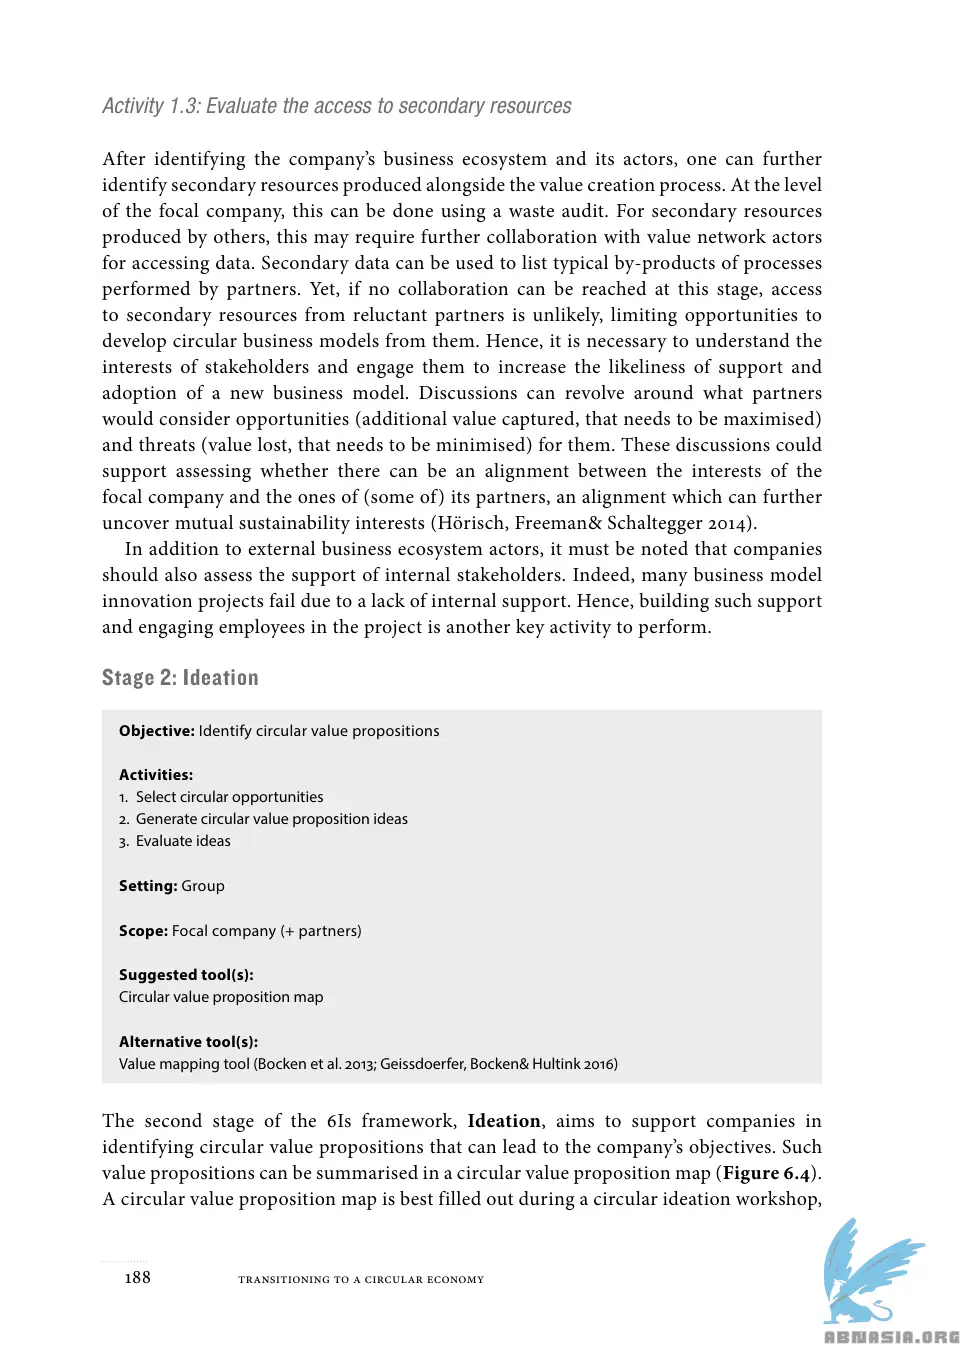 Activity 1.3: Evaluate the access to secondary resources
After identifying the company’s business ecosystem and its actors, one can further
identify secondary resources produced alongside the value creation process. At the level
of the focal company, this can be done using a waste audit. For secondary resources
produced by others, this may require further collaboration with value network actors
for accessing data. Secondary data can be used to list typical by-products of processes
performed by partners. Yet, if no collaboration can be reached at this stage, access
to secondary resources from reluctant partners is unlikely, limiting opportunities to
develop circular business models from them. Hence, it is necessary to understand the
interests of stakeholders and engage them to increase the likeliness of support and
adoption of a new business model. Discussions can revolve around what partners
would consider opportunities (additional value captured, that needs to be maximised)
and threats (value lost, that needs to be minimised) for them. These discussions could
support assessing whether there can be an alignment between the interests of the
focal company and the ones of (some of) its partners, an alignment which can further
uncover mutual sustainability interests (Hörisch, Freeman& Schaltegger 2014).
In addition to external business ecosystem actors, it must be noted that companies
should also assess the support of internal stakeholders. Indeed, many business model
innovation projects fail due to a lack of internal support. Hence, building such support
and engaging employees in the project is another key activity to perform.
Stage 2: Ideation
Objective: Identify circular value propositions
Activities:
1. Select circular opportunities
2. Generate circular value proposition ideas
3. Evaluate ideas
Setting: Group
Scope: Focal company (+ partners)
Suggested tool(s):
Circular value proposition map
Alternative tool(s):
Value mapping tool (Bocken et al. 2013; Geissdoerfer, Bocken& Hultink 2016)
The second stage of the 6Is framework, Ideation, aims to support companies in
identifying circular value propositions that can lead to the company’s objectives. Such
value propositions can be summarised in a circular value proposition map (Figure 6.4).
A circular value proposition map is best filled out during a circular ideation workshop,
188 TRANSITIONING TO A CIRCULAR ECONOMY
ABNASIA.ORG